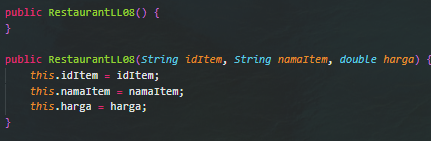 public RestaurantLL08() {
}
public RestaurantLL08(String idItem, String namaItem, double harga) {
this.idItem = idItem;
this.namaItem = namaItem;
this.harga = harga;
}